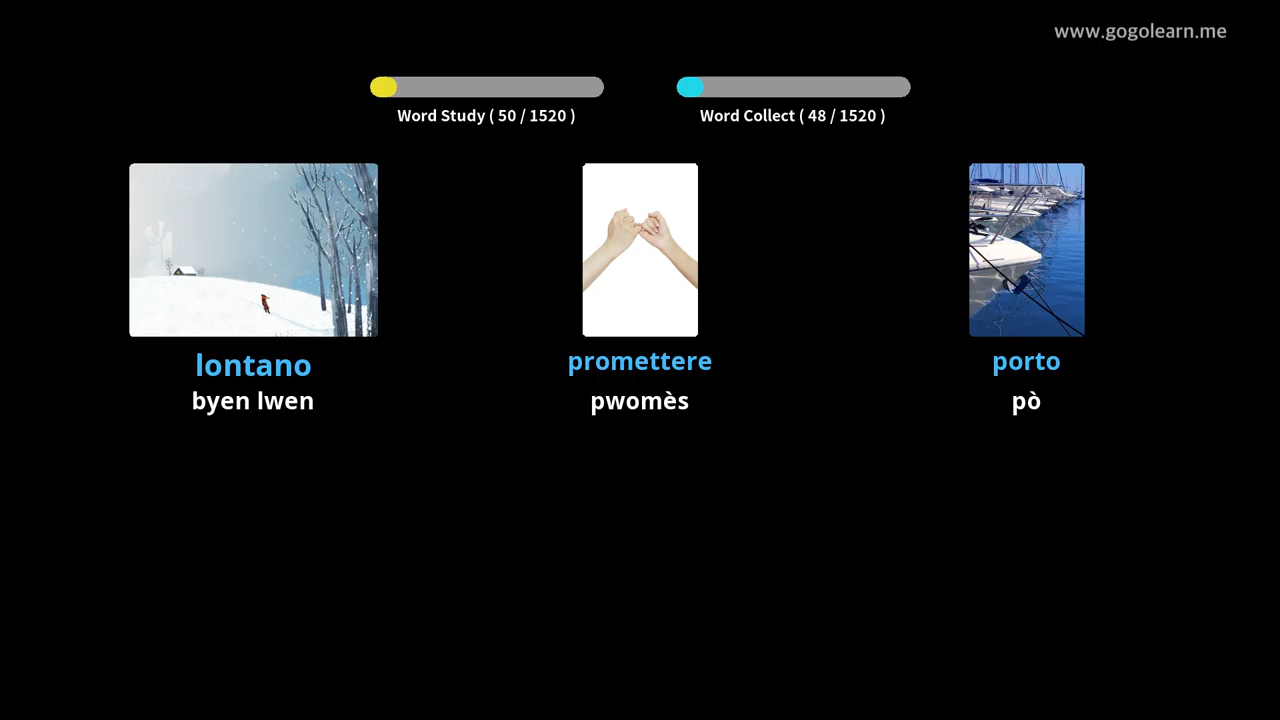 www.gogolearn.me
Word Study ( 50 / 1520 )
Word Collect ( 48 / 1520 )
lontano
byen lwen
promettere
pwomès
porto
pò